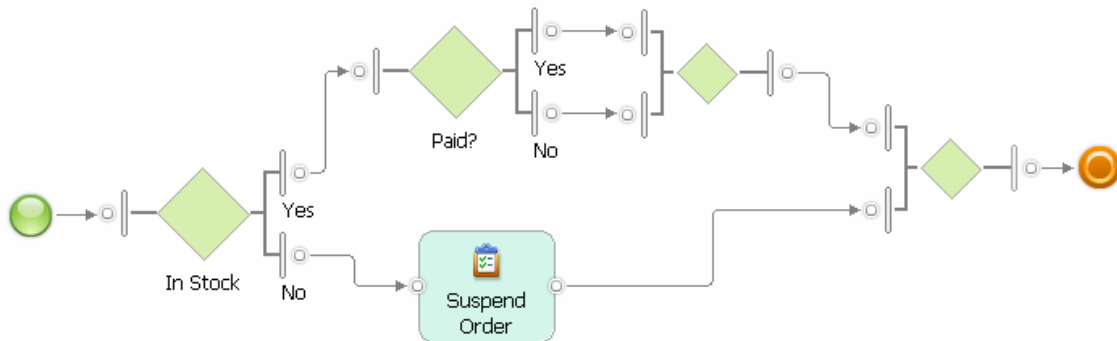 Yes
Paid?
No
Yes
In Stock
No
Suspend
Order